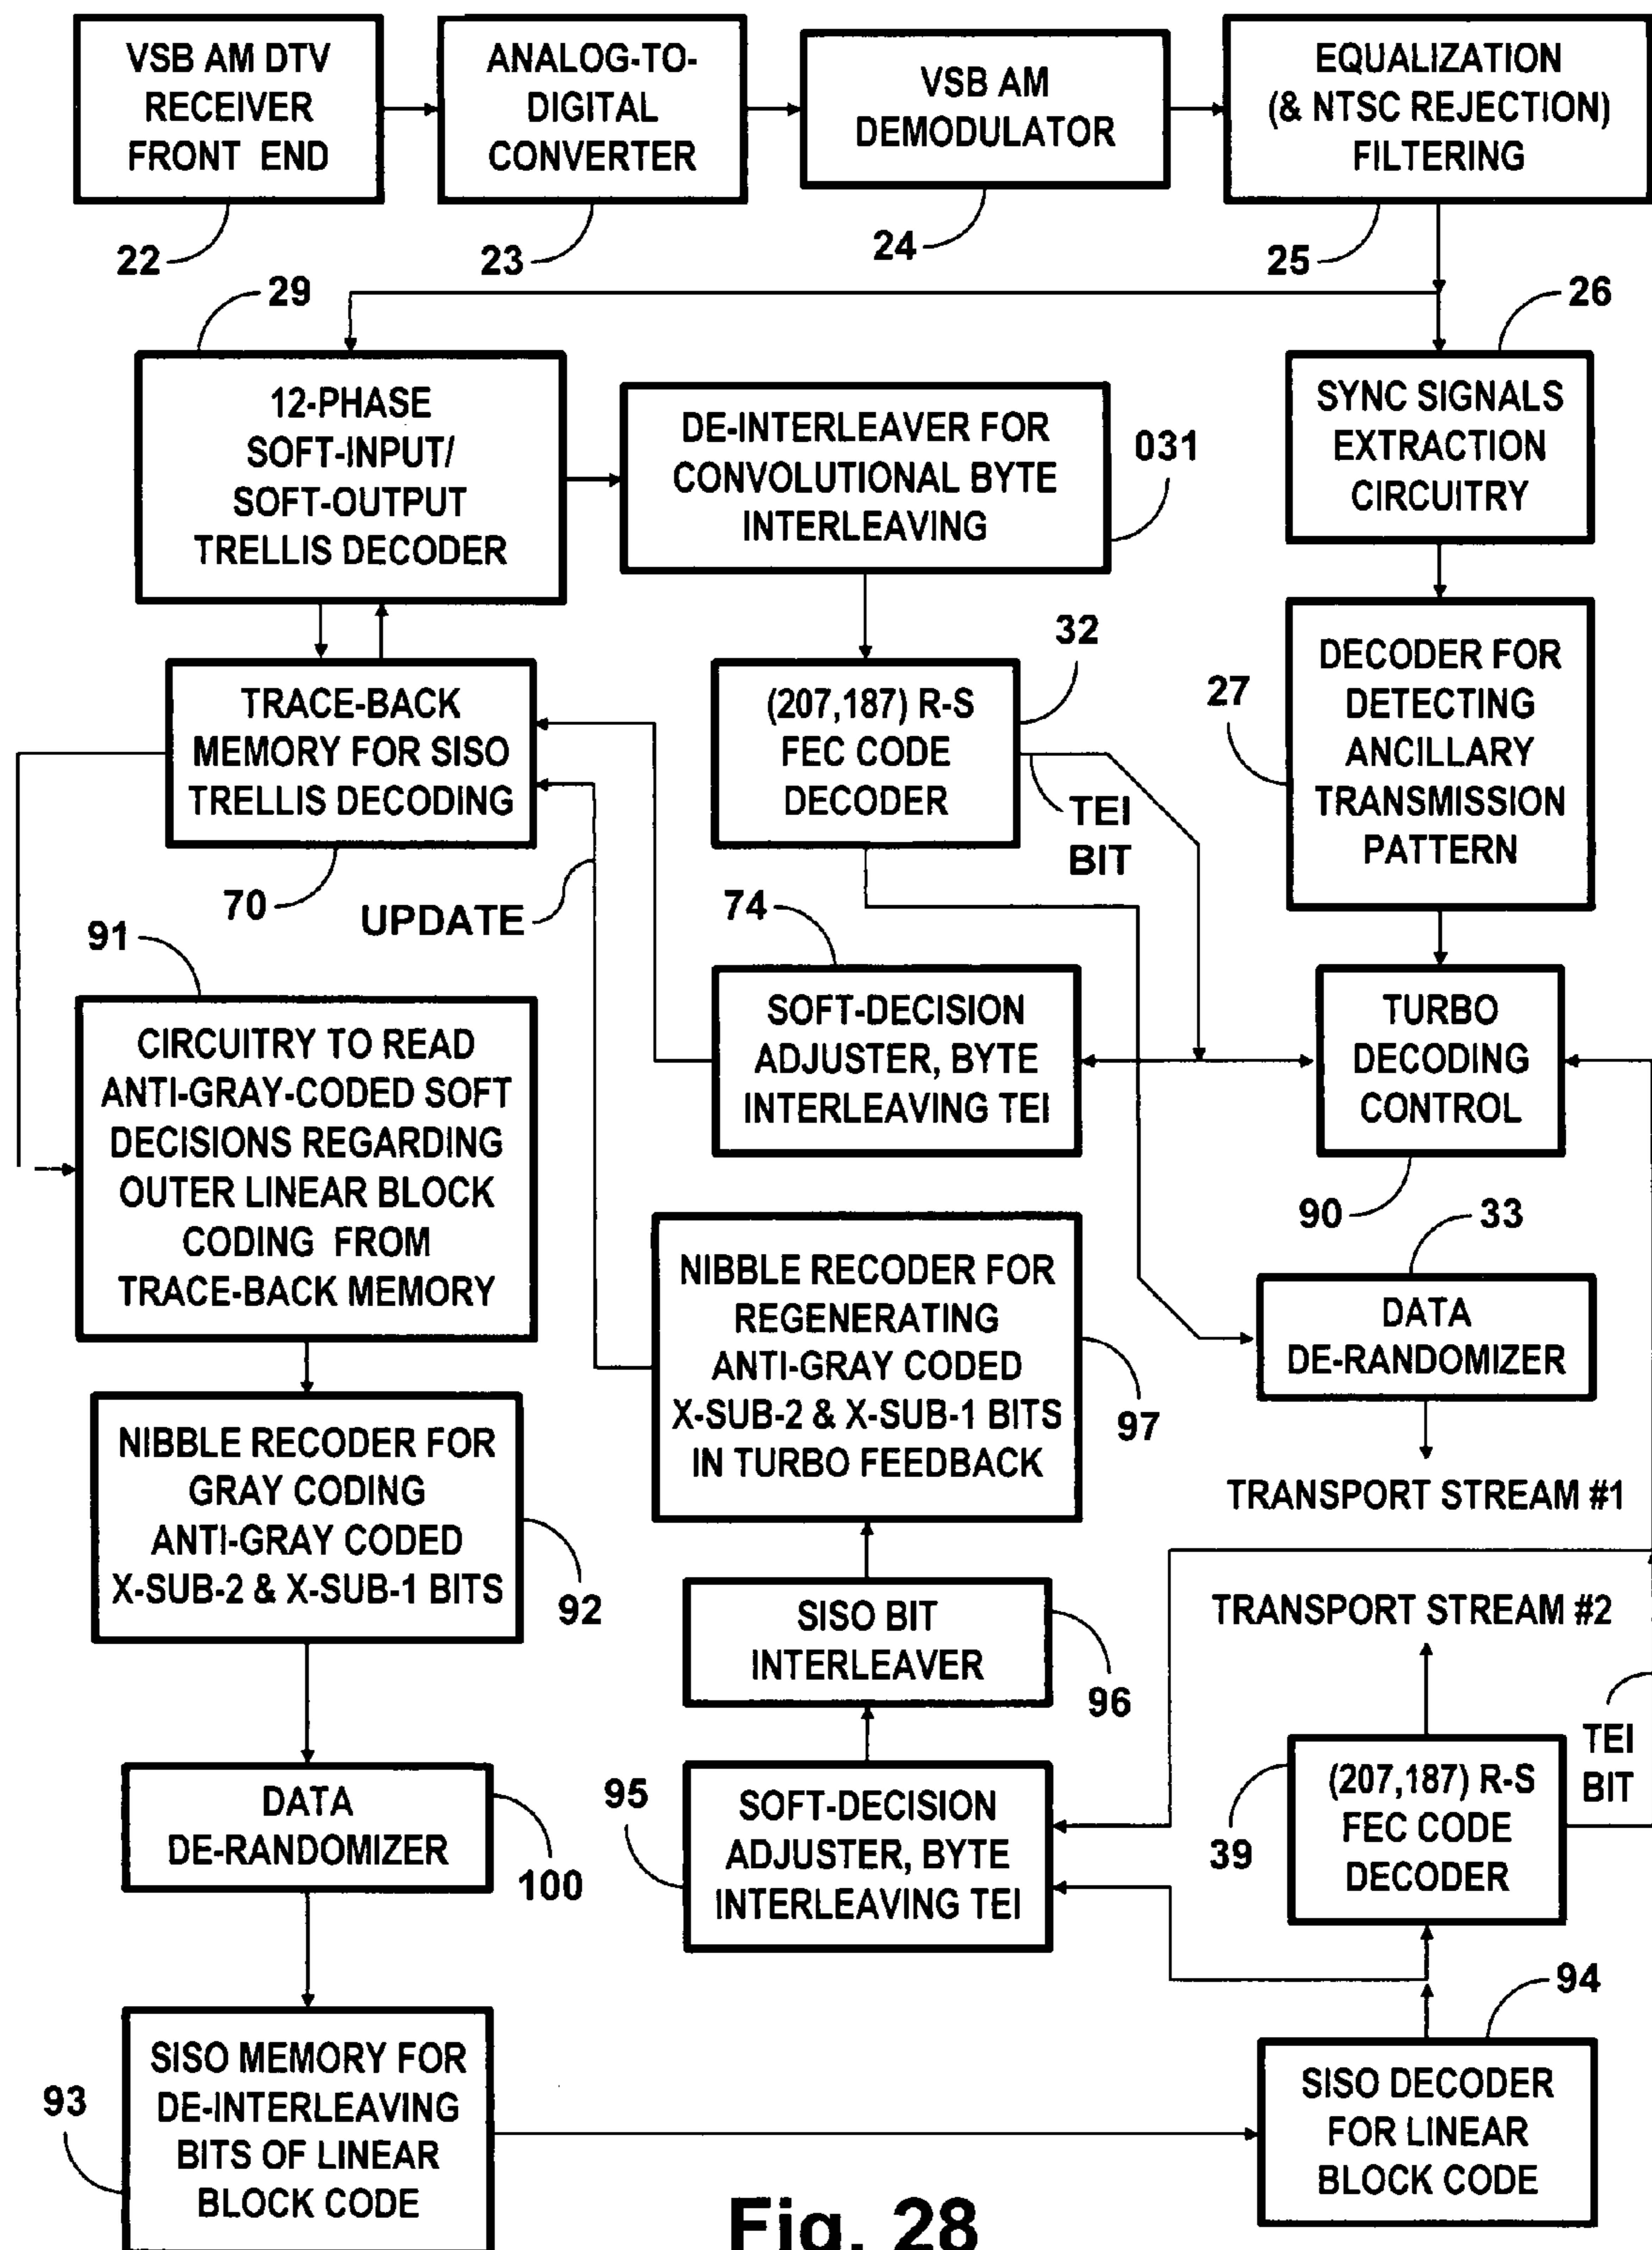 VSB AM DTV
RECEIVER
FRONT END
22
ANALOG-TO-
DIGITAL
CONVERTER
23
VSB AM
DEMODULATOR
24
EQUALIZATION
(& NTSC REJECTION)
FILTERING
25
29
12-PHASE
SOFT-INPUT/
SOFT-OUTPUT
TRELLIS DECODER
DE-INTERLEAVER FOR
CONVOLUTIONAL BYTE
INTERLEAVING
031
26
SYNC SIGNALS
EXTRACTION
CIRCUITRY
TRACE-BACK
MEMORY FOR SISO
TRELLIS DECODING
70
UPDATE
32
(207,187) R-S
FEC CODE
DECODER
TEI
BIT
27
DECODER FOR
DETECTING
ANCILLARY
TRANSMISSION
PATTERN
91
CIRCUITRY TO READ
ANTI-GRAY-CODED SOFT
DECISIONS REGARDING
OUTER LINEAR BLOCK
CODING FROM
TRACE-BACK MEMORY
74
SOFT-DECISION
ADJUSTER, BYTE
INTERLEAVING TEI
TURBO
DECODING
CONTROL
90
33
DATA
DE-RANDOMIZER
TRANSPORT STREAM #1
NIBBLE RECODER FOR
REGENERATING
ANTI-GRAY CODED
X-SUB-2 & X-SUB-1 BITS
IN TURBO FEEDBACK
97
NIBBLE RECODER FOR
GRAY CODING
ANTI-GRAY CODED
X-SUB-2 & X-SUB-1 BITS
92
SISO BIT
INTERLEAVER
96
TRANSPORT STREAM #2
DATA
DE-RANDOMIZER
100
95
SOFT-DECISION
ADJUSTER, BYTE
INTERLEAVING TEI
39
(207,187) R-S
FEC CODE
DECODER
TEI
BIT
93
SISO MEMORY FOR
DE-INTERLEAVING
BITS OF LINEAR
BLOCK CODE
94
SISO DECODER
FOR LINEAR
BLOCK CODE
Fig. 28